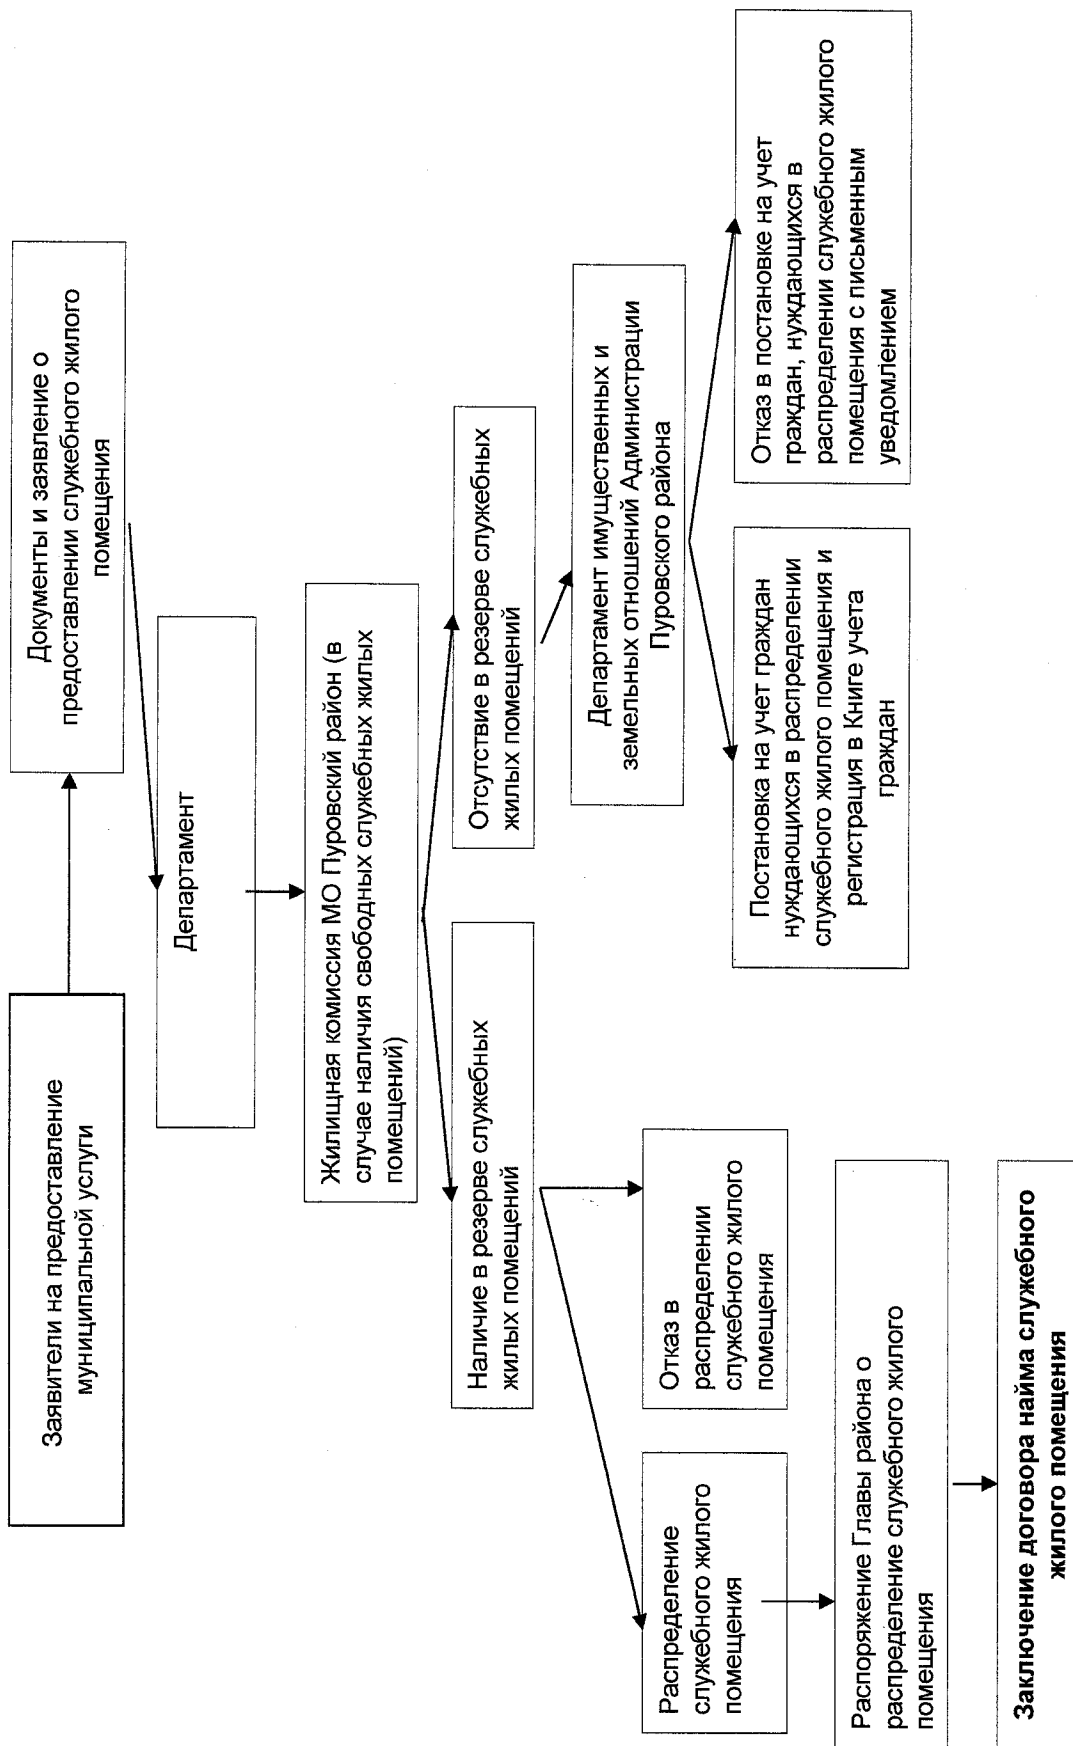 Заявители на предоставление
муниципальной услуги
Документы и заявление о
предоставлении служебного жилого
помещения
Департамент
Жилищная комиссия МО Пуровский район (в
случае наличия свободных служебных жилых
помещений)
Наличие в резерве служебных
жилых помещений
Отсутствие в резерве служебных
жилых помещений
Департамент имущественных и
земельных отношений Администрации
Пуровского района
Распределение
служебного жилого
помещения
Отказ в
распределении
служебного жилого
помещения
Постановка на учет граждан
нуждающихся в распределении
служебного жилого помещения и
регистрация в Книге учета
граждан
Отказ в постановке на учет
граждан, нуждающихся в
распределении служебного жилого
помещения с письменным
уведомлением
Распоряжение Главы района о
распределение служебного жилого
помещения
Заключение договора найма служебного
жилого помещения